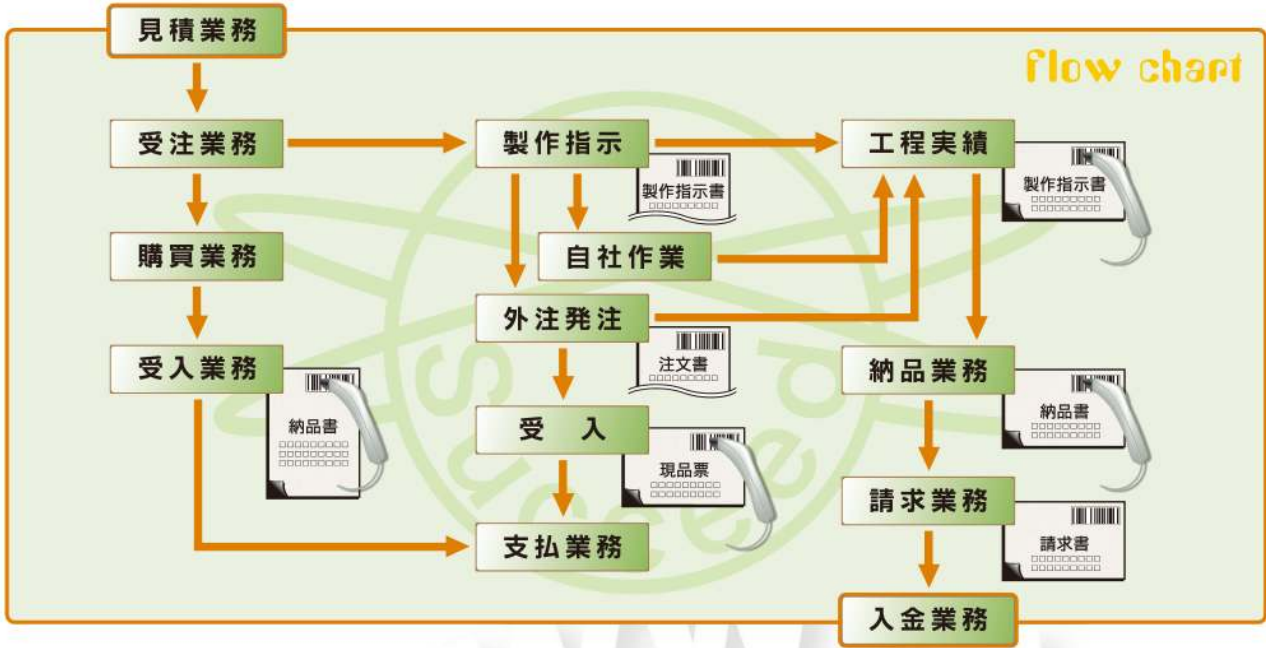 見積業務
flow chart
受注業務
製作指示
工程実績
製作指示書
製作指示書
購買業務
自社作業
外注発注
注文書
受入業務
納品書
納品業務
納品書
受 入
現品票
請求業務
請求書
支払業務
入金業務
Succeed